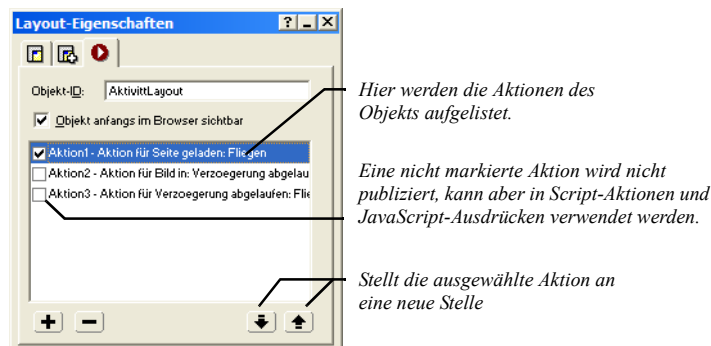 Layout-Eigenschaften
Objekt-ID: AktivittLayout
Objekt anfangs im Browser sichtbar
Aktion1 - Aktion für Seite geladen: Fliegen
Aktion2 - Aktion für Bild in: Verzoegerung abgelau
Aktion3 - Aktion für Verzoegerung abgelaufen: Flie
Hier werden die Aktionen des
Objekts aufgelistet.
Eine nicht markierte Aktion wird nicht
publiziert, kann aber in Script-Aktionen und
JavaScript-Ausdrücken verwendet werden.
Stellt die ausgewählte Aktion an
eine neue Stelle